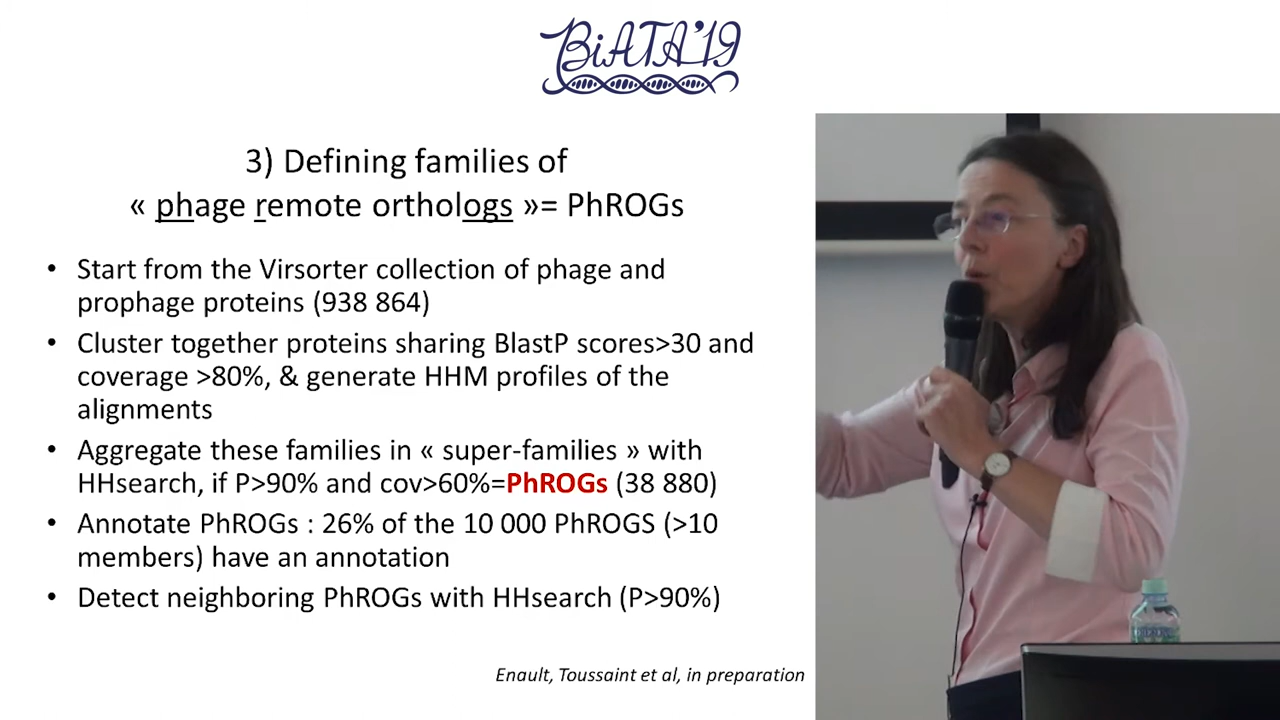 BiATA'19
3) Defining families of
« phage remote orthologs »= PhROGs
• Start from the Virsorter collection of phage and
prophage proteins (938 864)
• Cluster together proteins sharing BlastP scores>30 and
coverage >80%, & generate HHM profiles of the
alignments
• Aggregate these families in « super-families » with
HHsearch, if P>90% and cov>60%=PhROGs (38 880)
• Annotate PhROGs : 26% of the 10 000 PhROGS (>10
members) have an annotation
• Detect neighboring PhROGs with HHsearch (P>90%)
Enault, Toussaint et al, in preparation